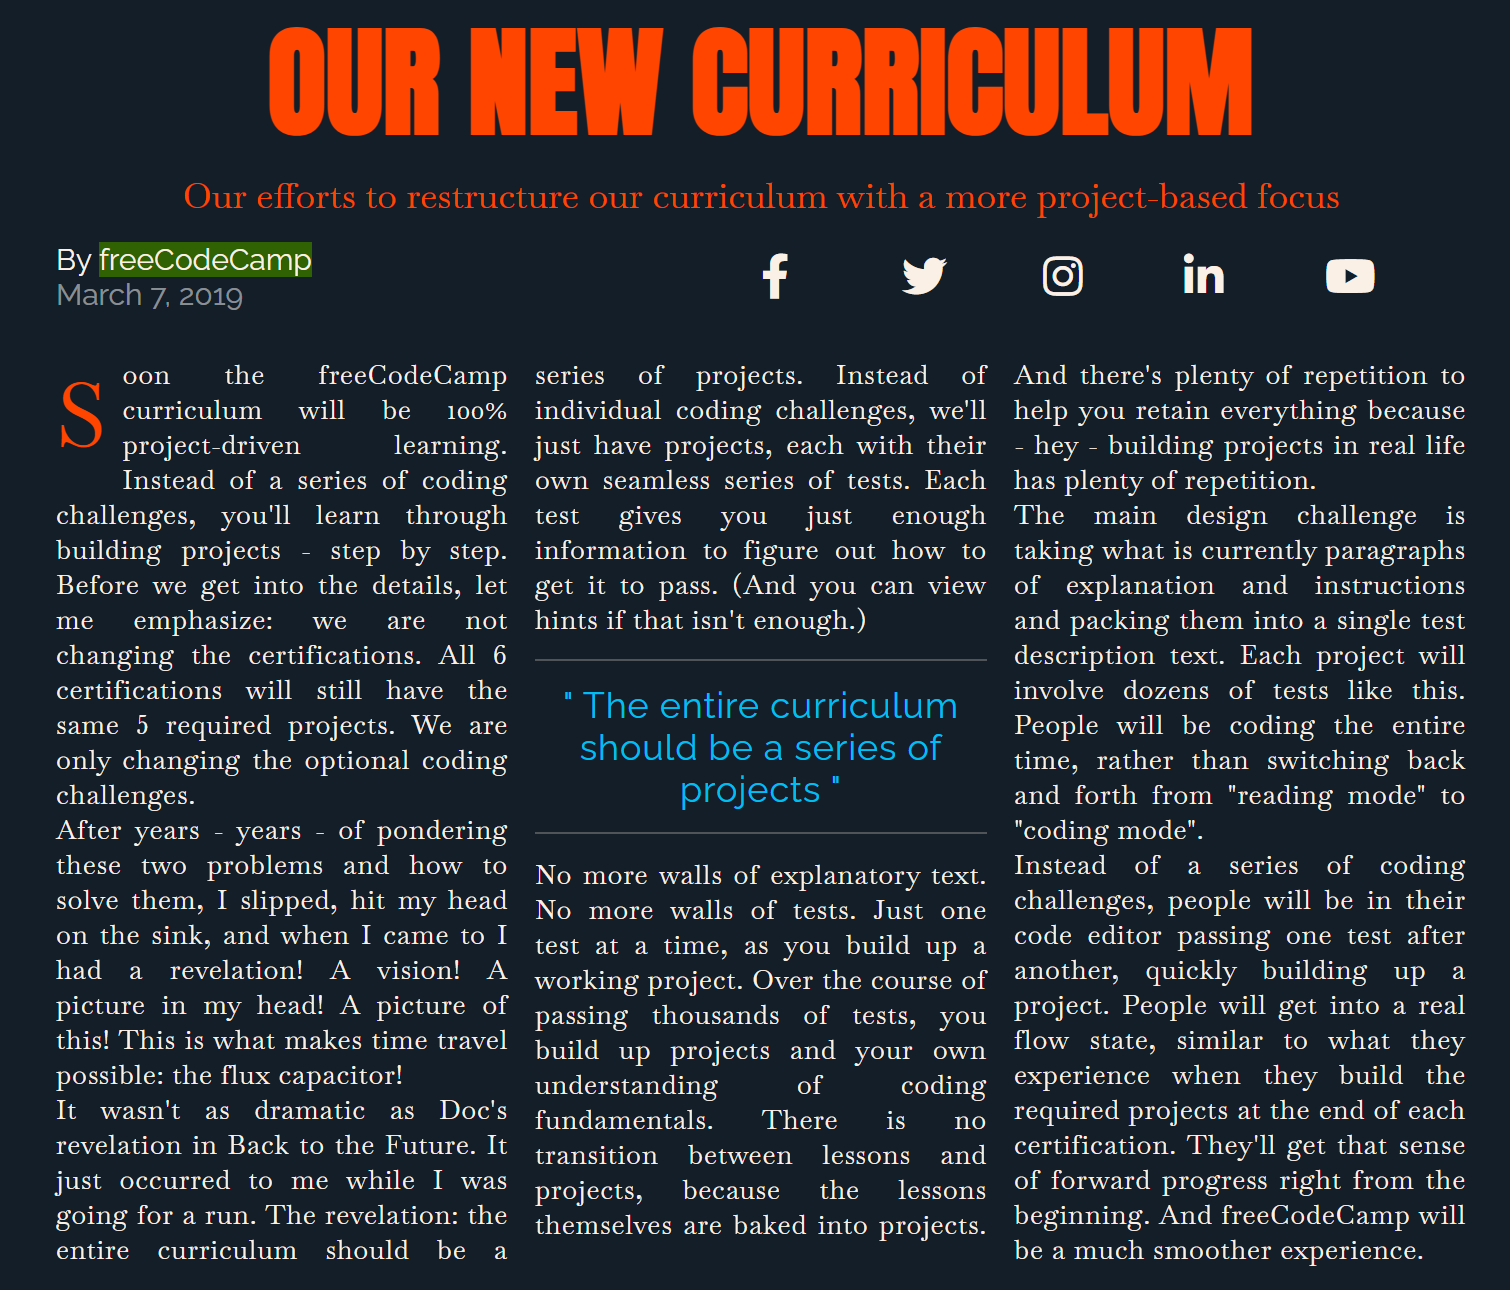 OUR NEW CURRICULUM
Our efforts to restructure our curriculum with a more project-based focus
By freeCodeCamp
March 7, 2019
Soon the freeCodeCamp
curriculum will be 100%
project-driven learning.
Instead of a series of coding
challenges, you'll learn through
building projects - step by step.
Before we get into the details, let
me emphasize: we are not
changing the certifications. All 6
certifications will still have the
same 5 required projects. We are
only changing the optional coding
challenges.
After years - years - of pondering
these two problems and how to
solve them, I slipped, hit my head
on the sink, and when I came to I
had a revelation! A vision! A
picture in my head! A picture of
this! This is what makes time travel
possible: the flux capacitor!
It wasn't as dramatic as Doc's
revelation in Back to the Future. It
just occurred to me while I was
going for a run. The revelation: the
entire curriculum should be a
series of projects. Instead of
individual coding challenges, we'll
just have projects, each with their
own seamless series of tests. Each
test gives you just enough
information to figure out how to
get it to pass. (And you can view
hints if that isn't enough.)
" The entire curriculum
should be a series of
projects "
No more walls of explanatory text.
No more walls of tests. Just one
test at a time, as you build up a
working project. Over the course of
passing thousands of tests, you
build up projects and your own
understanding of coding
fundamentals. There is no
transition between lessons and
projects, because the lessons
themselves are baked into projects.
And there's plenty of repetition to
help you retain everything because
- hey - building projects in real life
has plenty of repetition.
The main design challenge is
taking what is currently paragraphs
of explanation and instructions
and packing them into a single test
description text. Each project will
involve dozens of tests like this.
People will be coding the entire
time, rather than switching back
and forth from "reading mode" to
"coding mode".
Instead of a series of coding
challenges, people will be in their
code editor passing one test after
another, quickly building up a
project. People will get into a real
flow state, similar to what they
experience when they build the
required projects at the end of each
certification. They'll get that sense
of forward progress right from the
beginning. And freeCodeCamp will
be a much smoother experience.